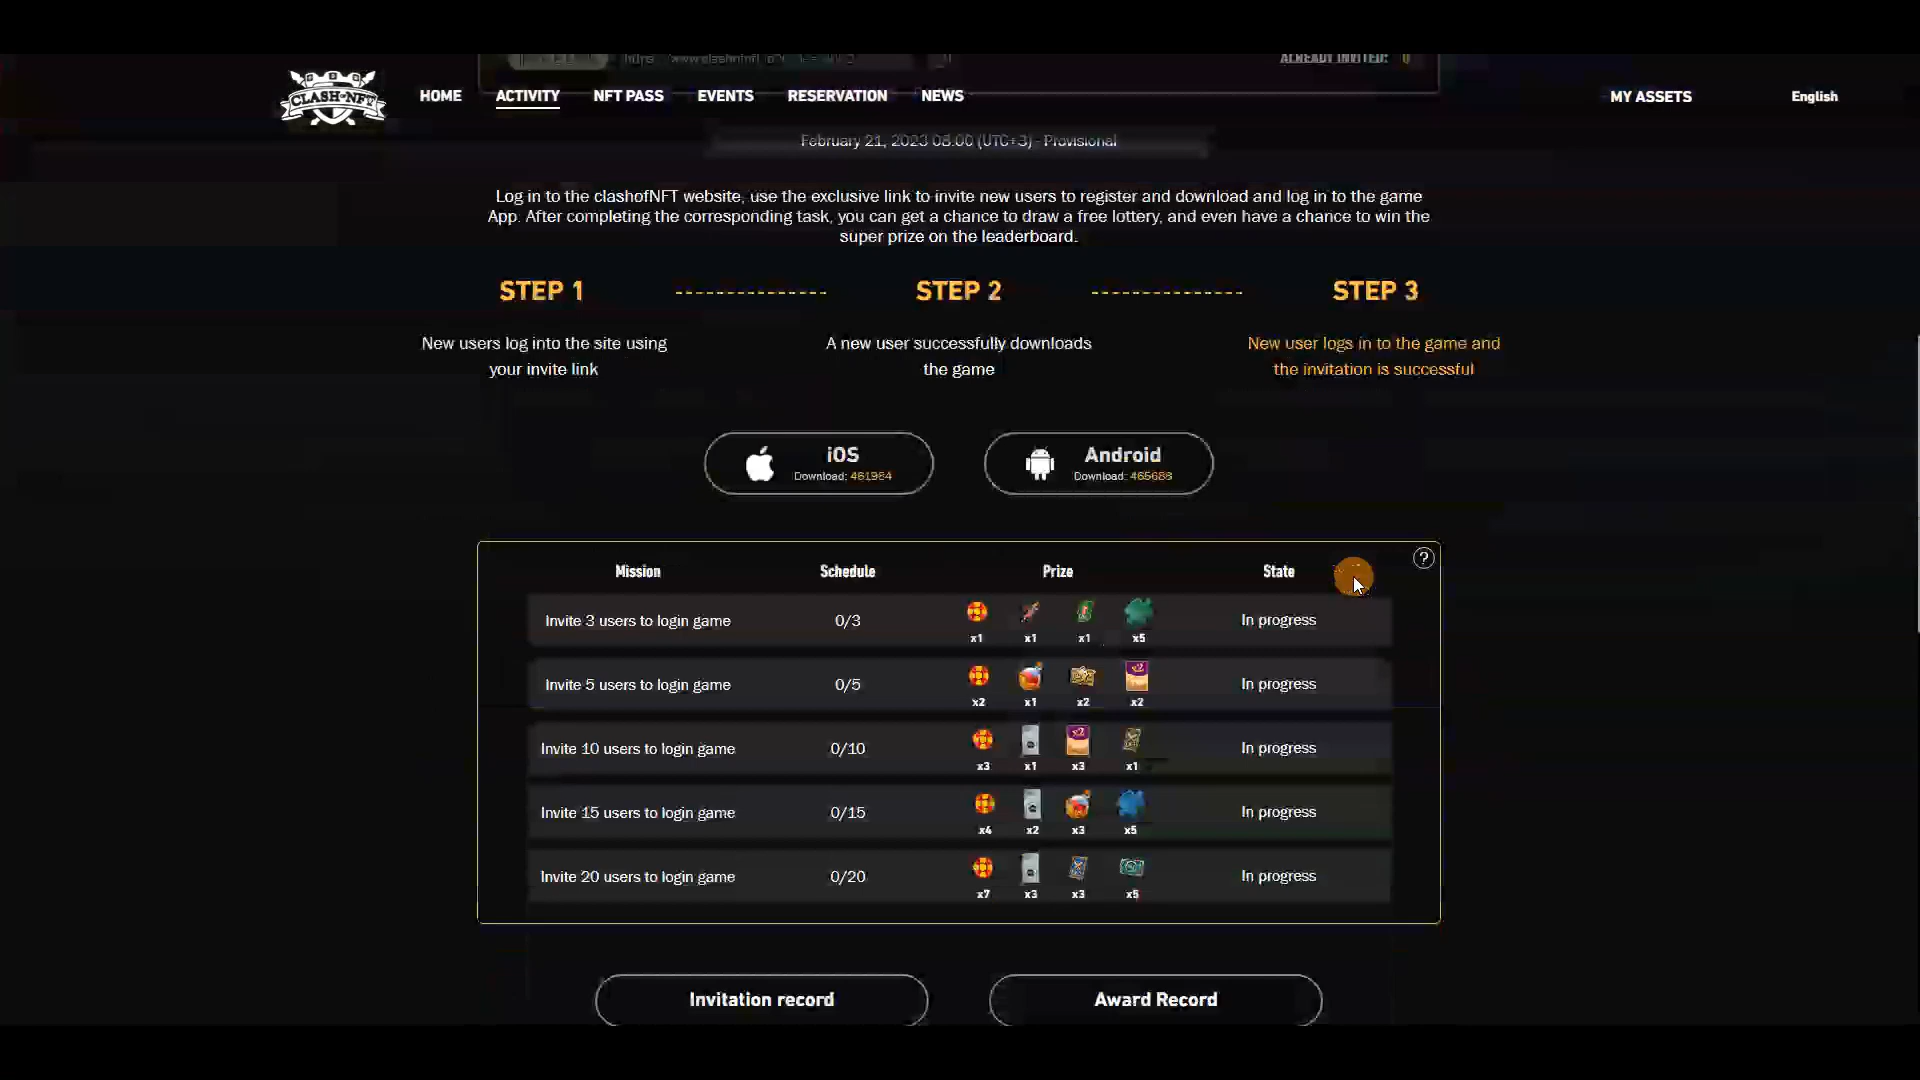 ALREADY INVITED: 0
CLASH OF NFT
HOME ACTIVITY NFT PASS EVENTS RESERVATION NEWS MY ASSETS English
February 21, 2023 08:00 (UTC+3) - Provisional
Log in to the clashofNFT website, use the exclusive link to invite new users to register and download and log in to the game
App. After completing the corresponding task, you can get a chance to draw a free lottery, and even have a chance to win the
super prize on the leaderboard.
STEP 1 STEP 2 STEP 3
New users log into the site using
your invite link
A new user successfully downloads
the game
New user logs in to the game and
the invitation is successful
iOS
Download: 461984
Android
Download: 465688
?
Mission Schedule Prize State
Invite 3 users to login game 0/3 x1 x1 x1 x5 In progress
Invite 5 users to login game 0/5 x2 x1 x2 x2 In progress
Invite 10 users to login game 0/10 x3 x1 x3 x1 In progress
Invite 15 users to login game 0/15 x4 x2 x3 x5 In progress
Invite 20 users to login game 0/20 x7 x3 x3 x5 In progress
Invitation record Award Record